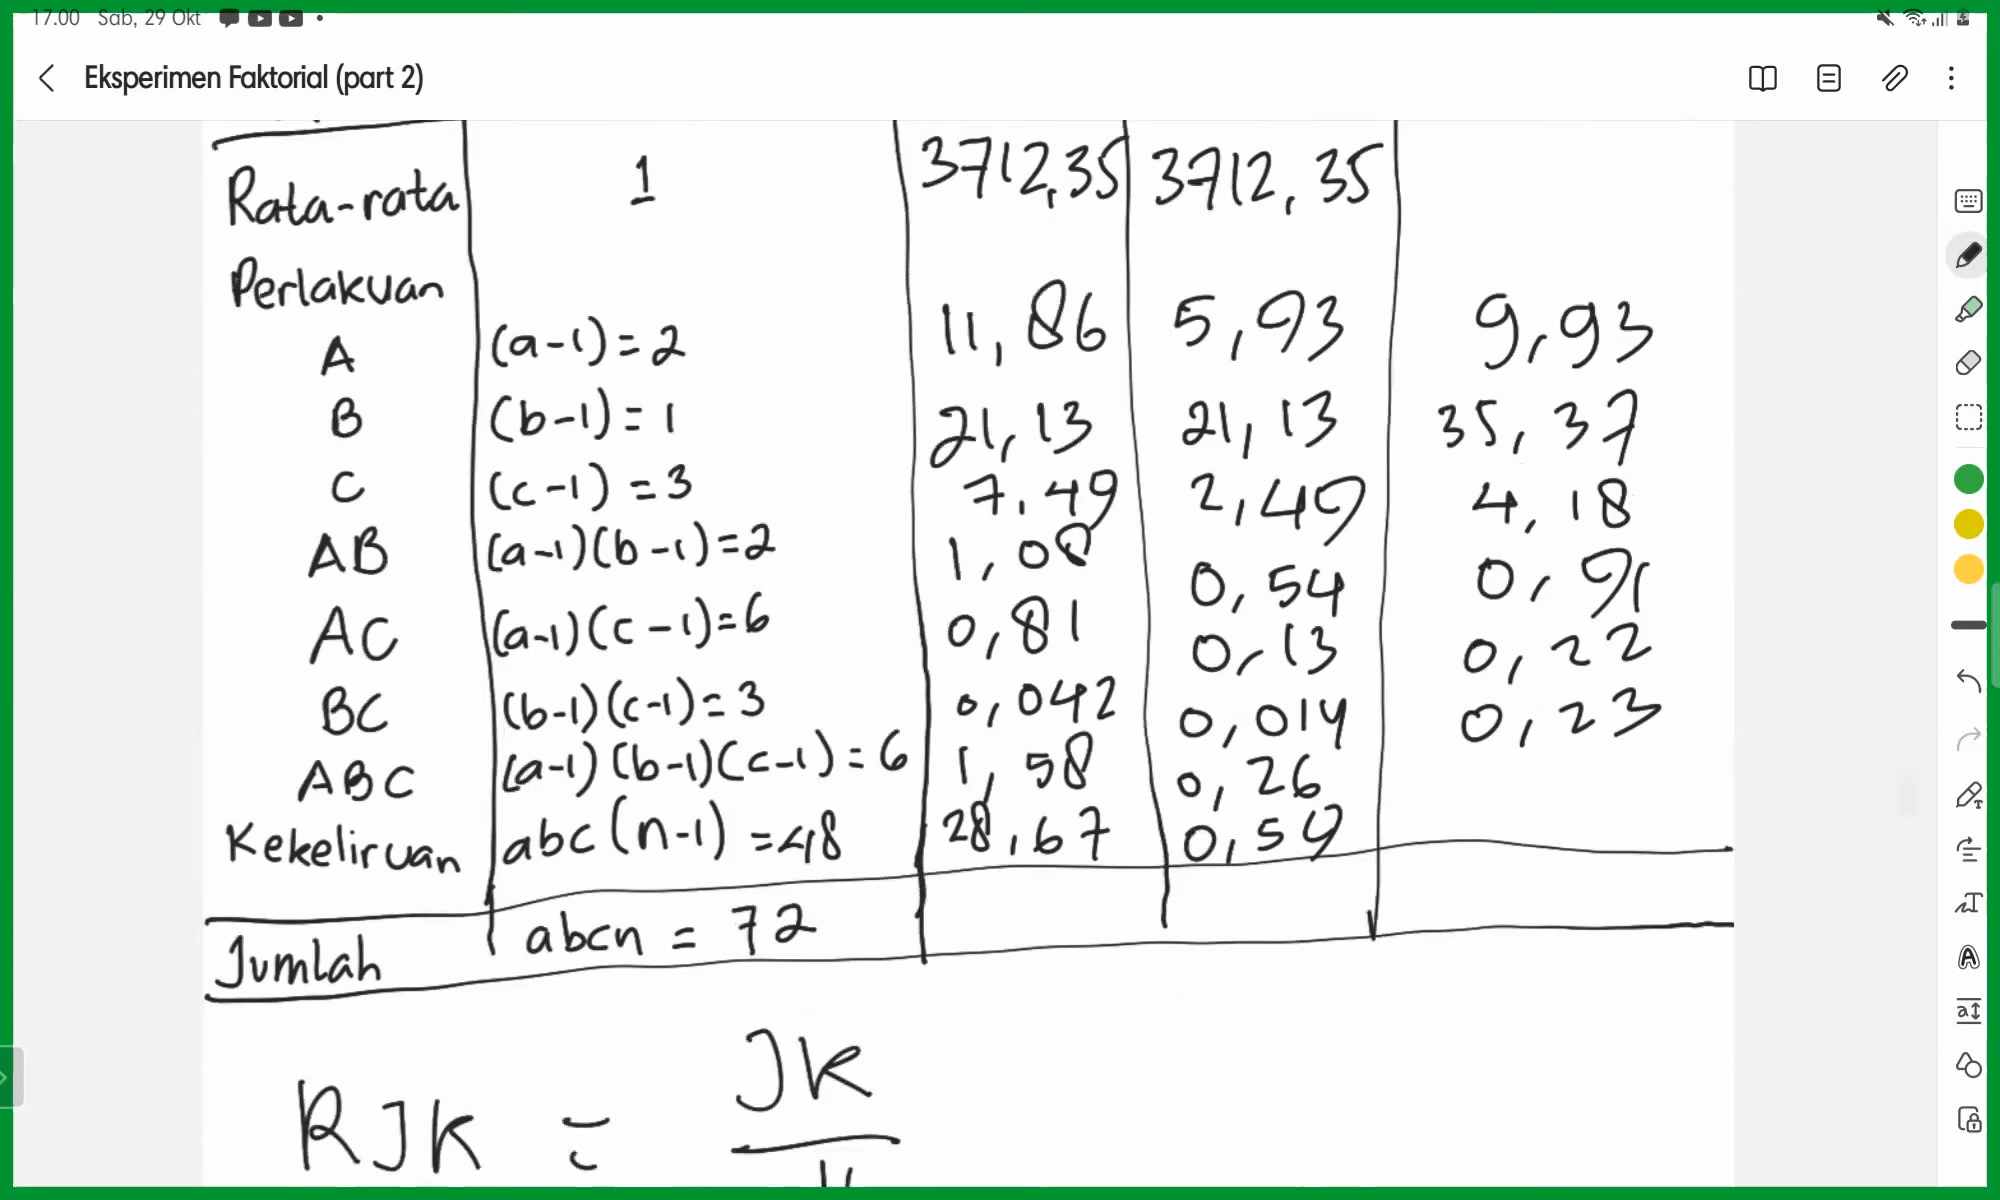 17.00 Sab, 29 Okt
Eksperimen Faktorial (part 2)
Rata-rata 1 3712,35 3712,35
Perlakuan
A (a-1)=2 11,86 5,93 9,93
B (b-1)=1 21,13 21,13 35,37
C (c-1)=3 7,49 2,49 4,18
AB (a-1)(b-1)=2 1,08 0,54 0,91
AC (a-1)(c-1)=6 0,81 0,13 0,22
BC (b-1)(c-1)=3 0,042 0,014 0,23
ABC (a-1)(b-1)(c-1)=6 1,58 0,26
Kekeliruan abc(n-1)=48 28,67 0,59
Jumlah abcn = 72
RJK = JK